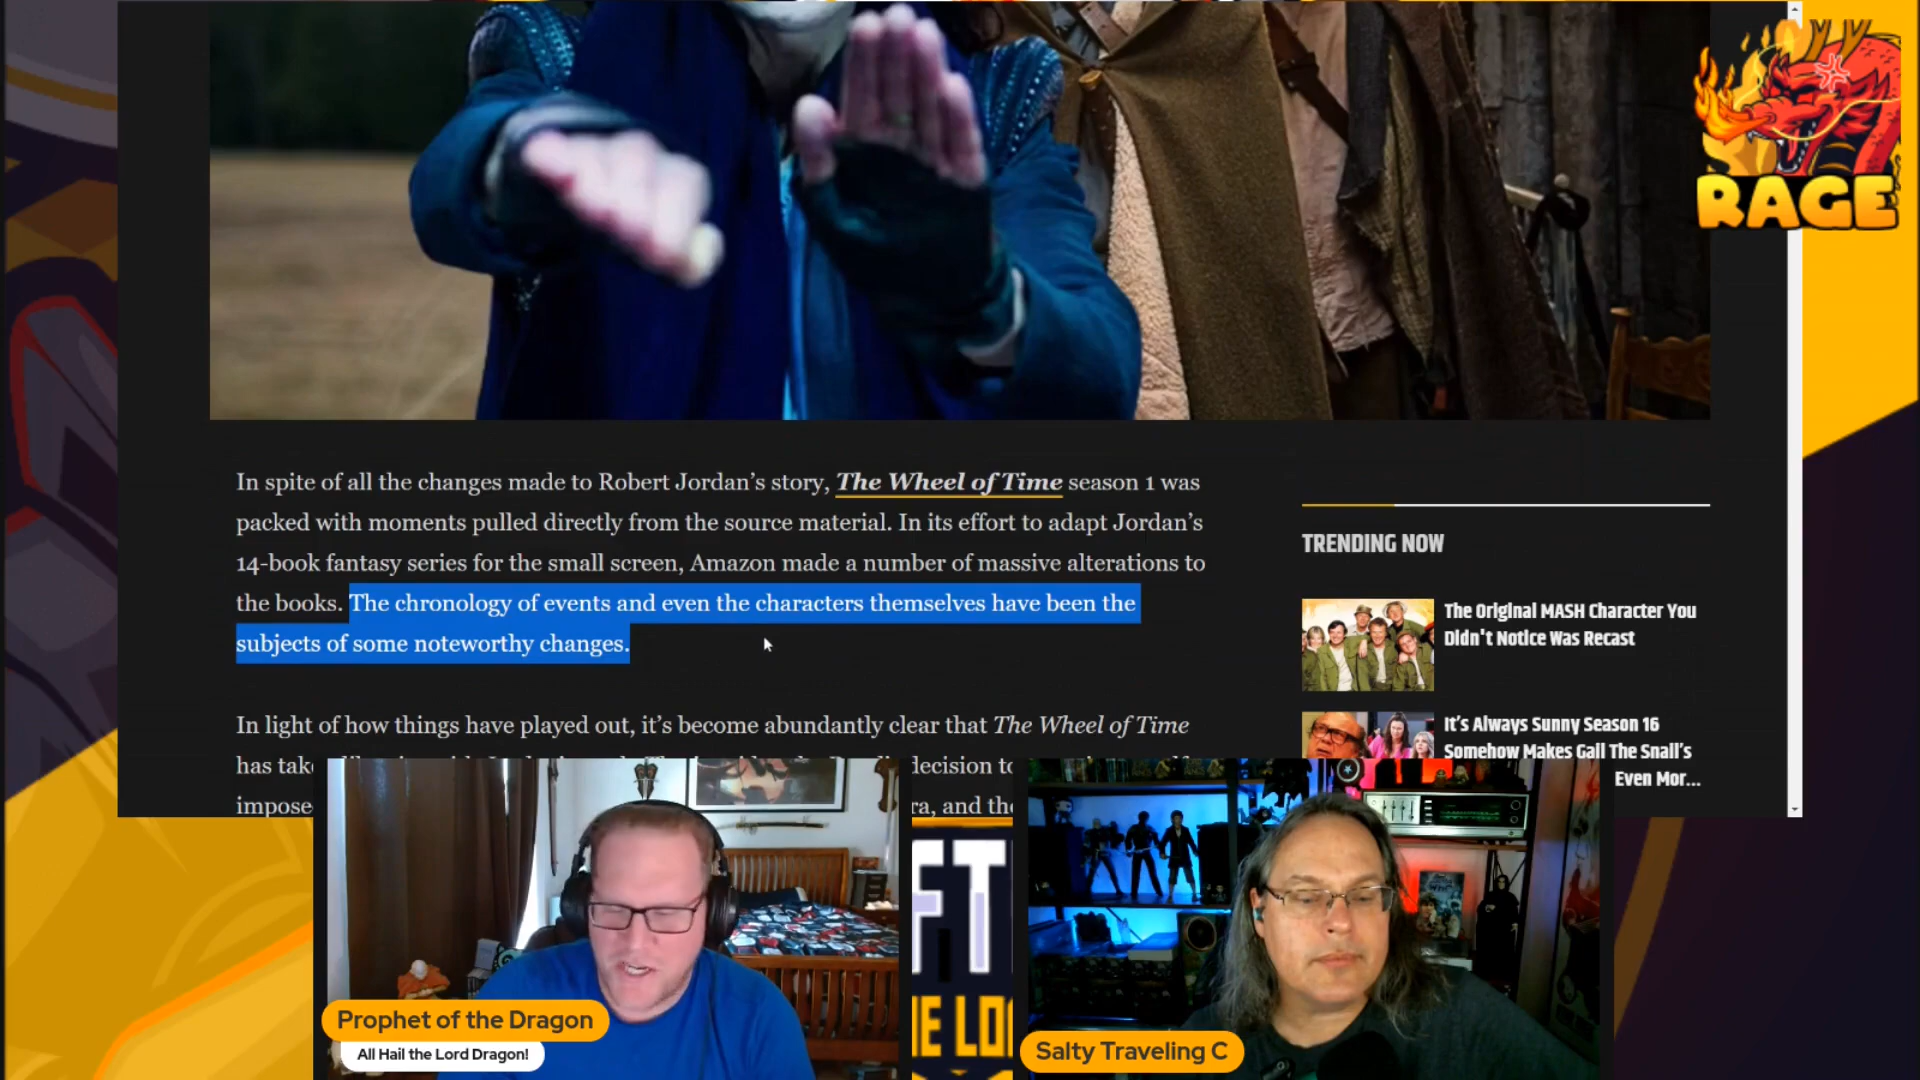 RAGE
In spite of all the changes made to Robert Jordan's story, The Wheel of Time season 1 was
packed with moments pulled directly from the source material. In its effort to adapt Jordan's
14-book fantasy series for the small screen, Amazon made a number of massive alterations to
the books. The chronology of events and even the characters themselves have been the
subjects of some noteworthy changes.
In light of how things have played out, it's become abundantly clear that The Wheel of Time
has decision to
and
TRENDING NOW
The Original MASH Character You
Didn't Notice Was Recast
It's Always Sunny Season 16
Somehow Makes Gail The Snail's
Even Mor...
Prophet of the Dragon
All Hail the Lord Dragon!
Salty Traveling C